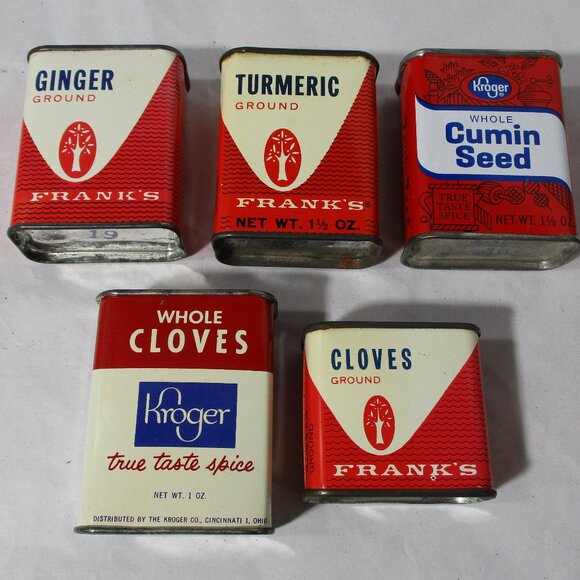 GINGER
GROUND
FRANK'S
19
TURMERIC
GROUND
FRANK'S®
NET WT. 1½ OZ.
Kroger®
WHOLE
Cumin
Seed
TRUE
TASTE
SPICE
NET WT. 1½ OZ.
WHOLE
CLOVES
Kroger
true taste spice
NET WT. 1 OZ.
DISTRIBUTED BY THE KROGER CO., CINCINNATI 1, OHIO
CLOVES
GROUND
FRANK'S
GROUND